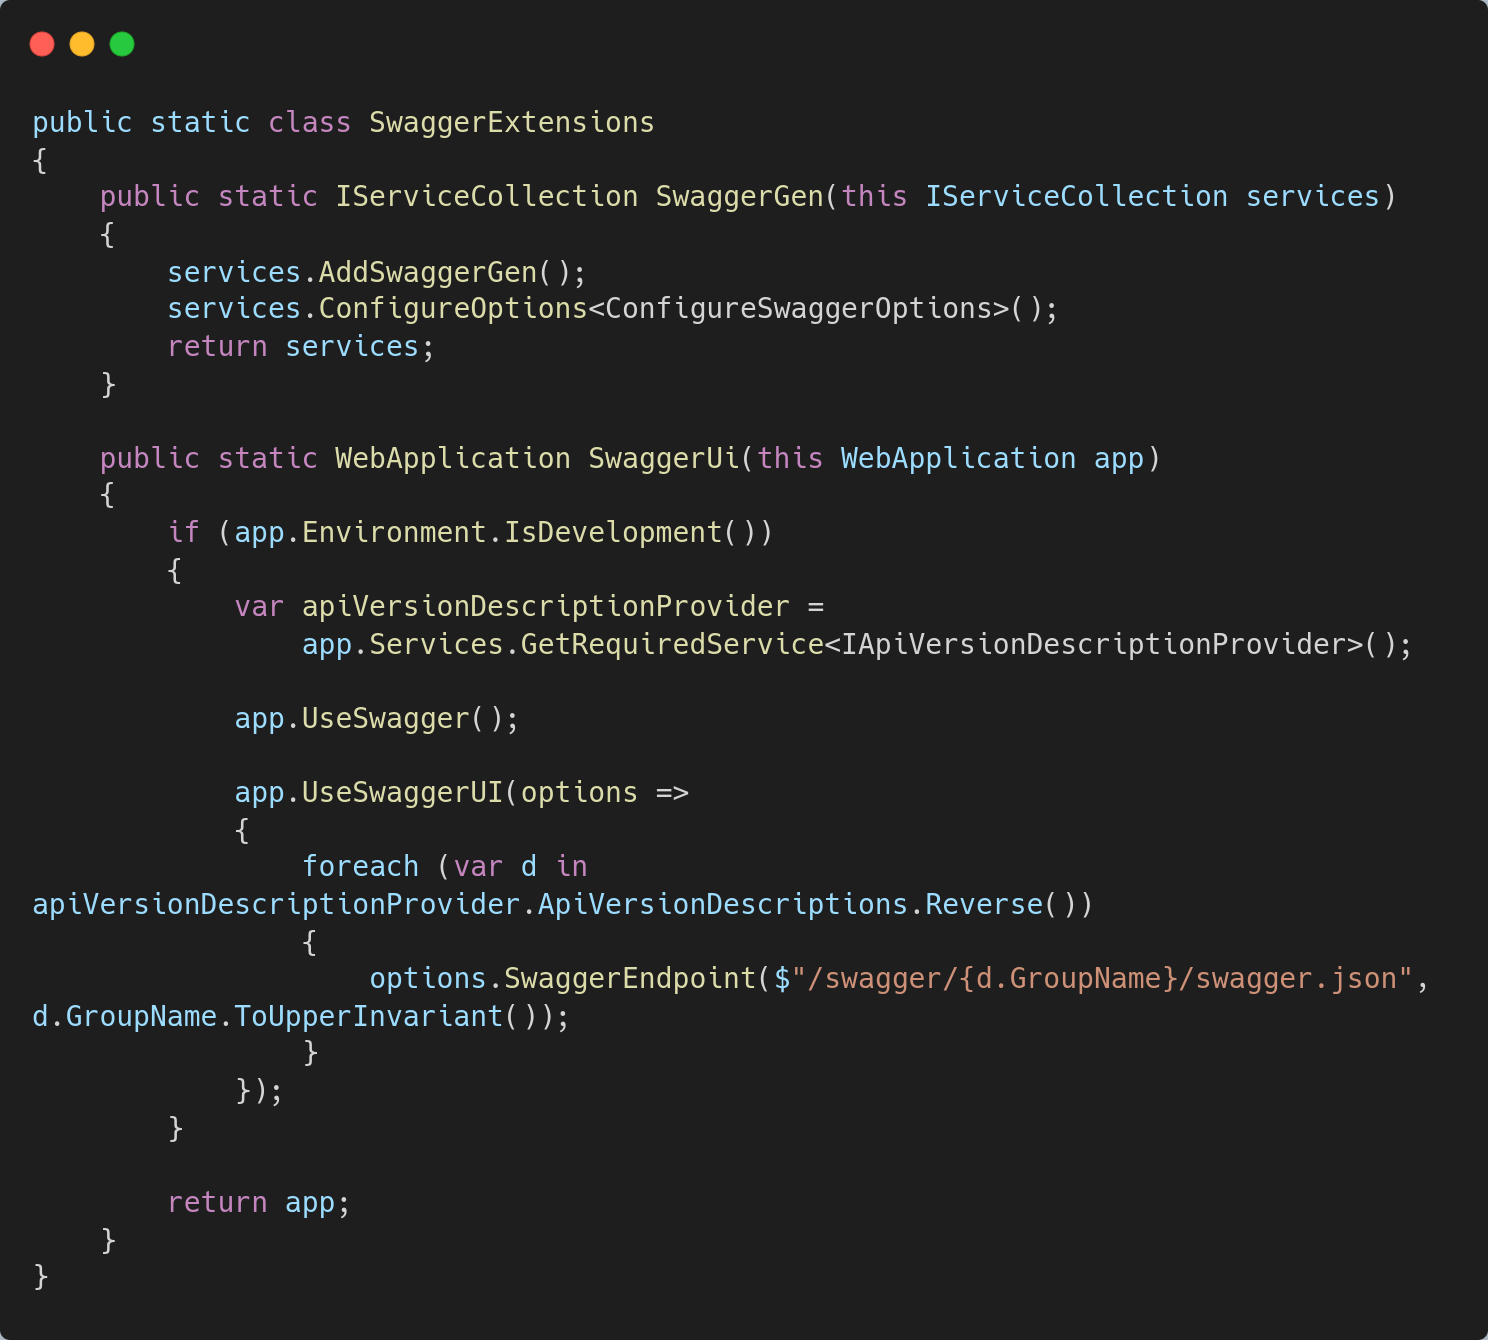 public static class SwaggerExtensions
{
    public static IServiceCollection SwaggerGen(this IServiceCollection services)
    {
        services.AddSwaggerGen();
        services.ConfigureOptions<ConfigureSwaggerOptions>();
        return services;
    }

    public static WebApplication SwaggerUi(this WebApplication app)
    {
        if (app.Environment.IsDevelopment())
        {
            var apiVersionDescriptionProvider =
                app.Services.GetRequiredService<IApiVersionDescriptionProvider>();

            app.UseSwagger();

            app.UseSwaggerUI(options =>
            {
                foreach (var d in
apiVersionDescriptionProvider.ApiVersionDescriptions.Reverse())
                {
                    options.SwaggerEndpoint($"/swagger/{d.GroupName}/swagger.json",
d.GroupName.ToUpperInvariant());
                }
            });
        }

        return app;
    }
}